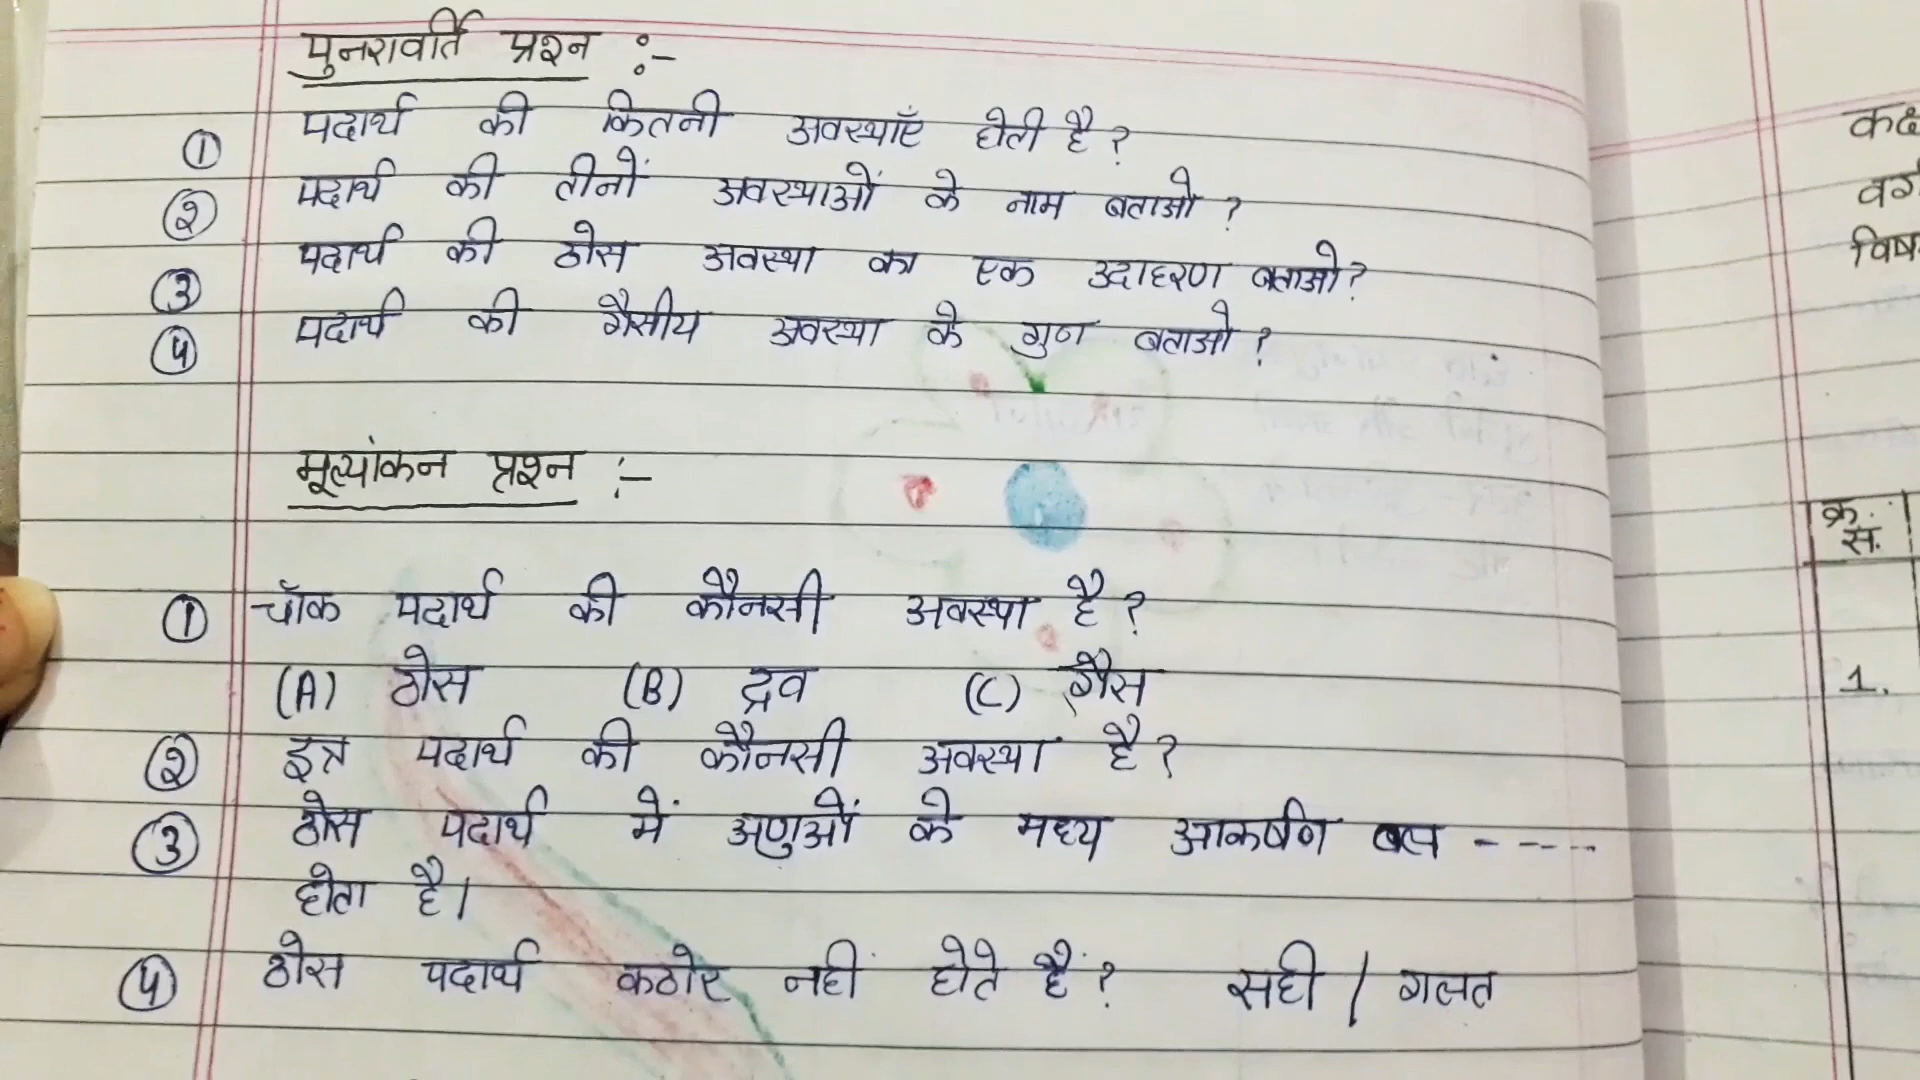 पुनरावर्ति प्रश्न :-
① पदार्थ की कितनी अवस्थाएँ होती है ?
② पदार्थ की तीनों अवस्थाओं के नाम बताओ ?
③ पदार्थ की ठोस अवस्था का एक उदाहरण बताओ ?
④ पदार्थ की गैसीय अवस्था के गुण बताओ ?
मूल्यांकन प्रश्न :-
① चॉक पदार्थ की कौनसी अवस्था है ?
(A) ठोस (B) द्रव (C) गैस
② इत्र पदार्थ की कौनसी अवस्था है ?
③ ठोस पदार्थ में अणुओं के मध्य आकर्षण बल -----
होता है।
④ ठोस पदार्थ कठोर नहीं होते हैं ? सही / गलत
क्र.
सं.
1.